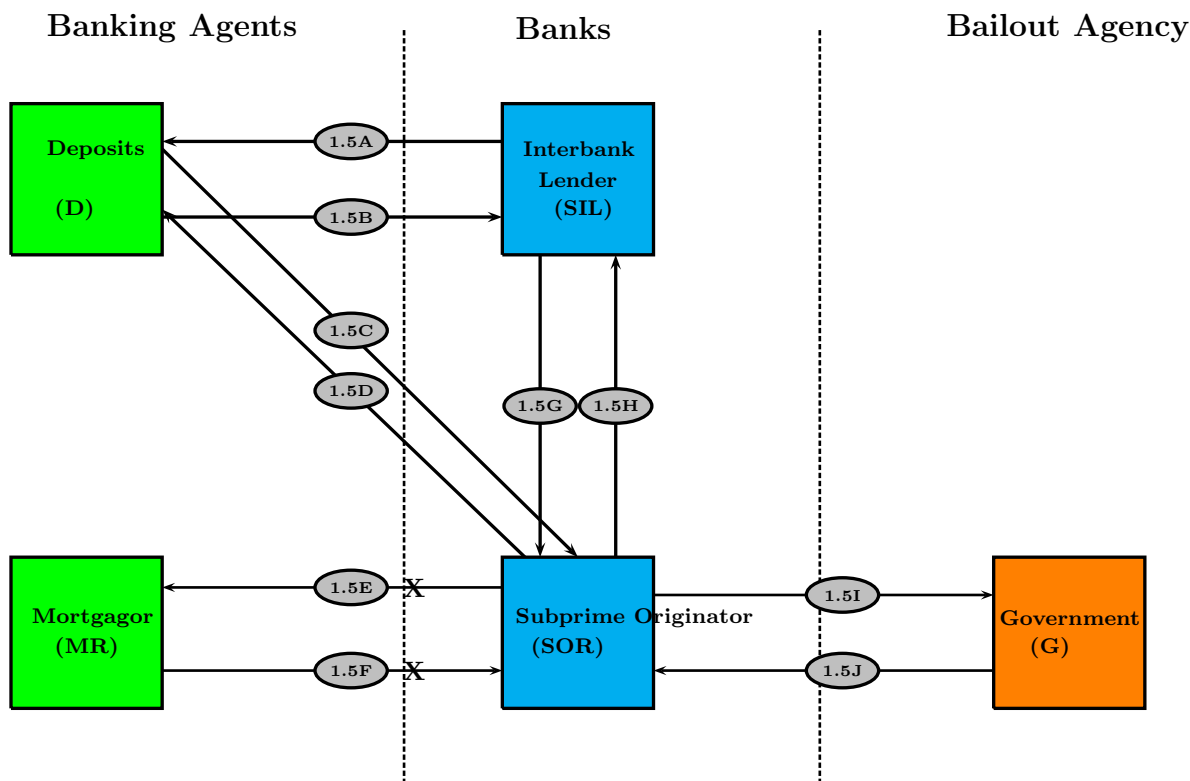 Banking Agents
Banks
Bailout Agency
Deposits
(D)
1.5A
1.5B
Interbank
Lender
(SIL)
1.5C
1.5D
1.5G
1.5H
Mortgagor
(MR)
1.5E
X
1.5F
X
Subprime Originator
(SOR)
1.5I
1.5J
Government
(G)